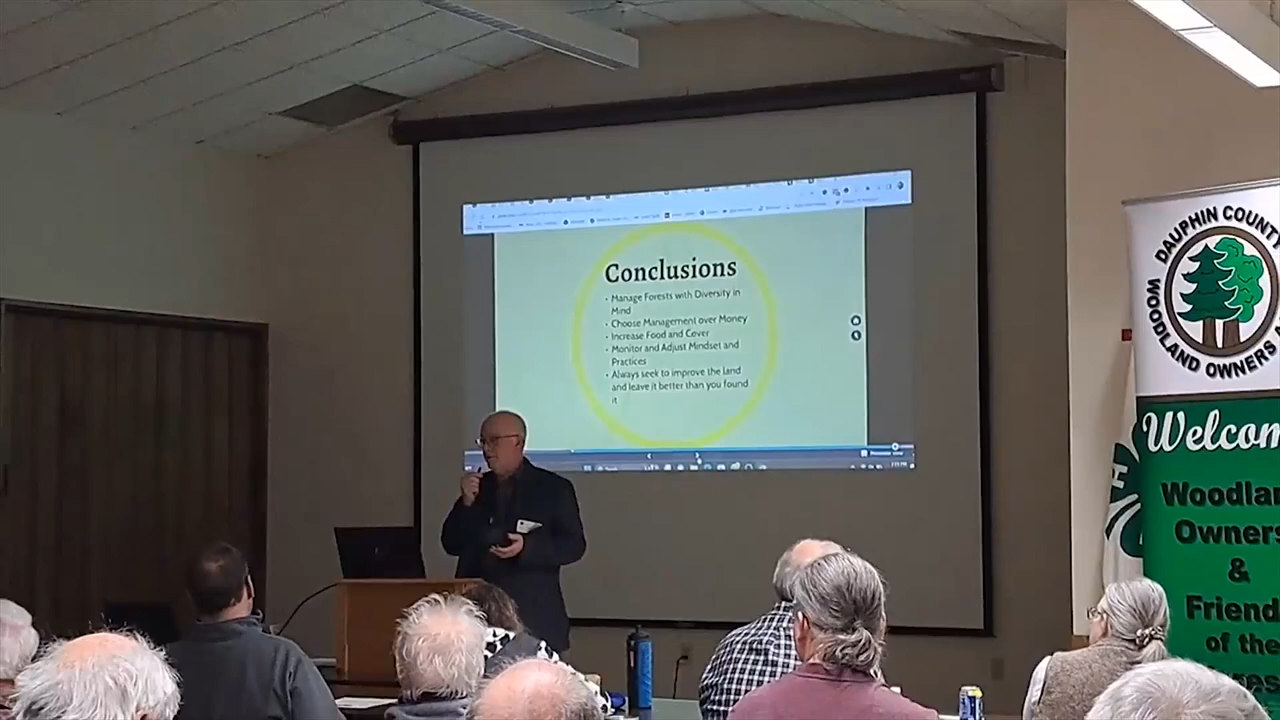 Conclusions
• Manage Forests with Diversity in
Mind
• Choose Management over Money
• Increase Food and Cover
• Monitor and Adjust Mindset and
Practices
• Always seek to improve the land
and leave it better than you found
it
DAUPHIN COUNTY
WOODLAND OWNERS
Welcom
Woodlan
Owners
&
Friend
of the